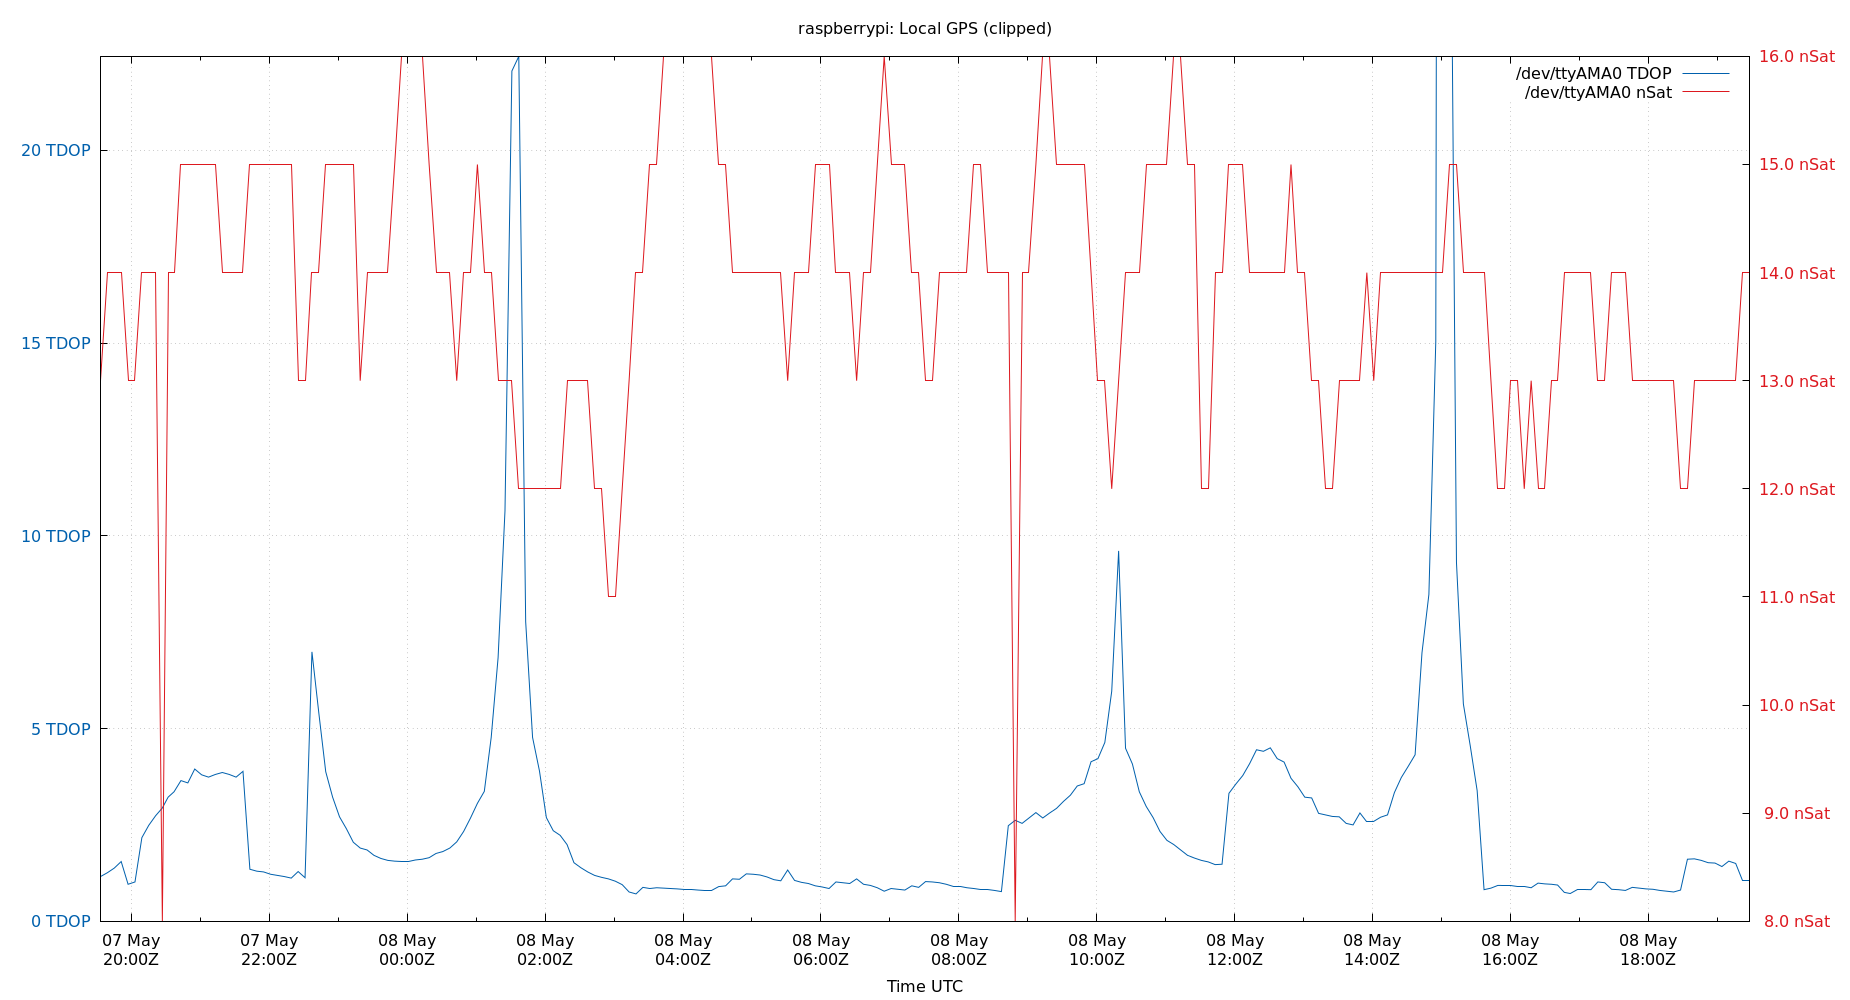 raspberrypi: Local GPS (clipped)
/dev/ttyAMA0 TDOP
/dev/ttyAMA0 nSat
20 TDOP
15 TDOP
10 TDOP
5 TDOP
0 TDOP
16.0 nSat
15.0 nSat
14.0 nSat
13.0 nSat
12.0 nSat
11.0 nSat
10.0 nSat
9.0 nSat
8.0 nSat
07 May 07 May 08 May 08 May 08 May 08 May 08 May 08 May 08 May 08 May 08 May 08 May
20:00Z 22:00Z 00:00Z 02:00Z 04:00Z 06:00Z 08:00Z 10:00Z 12:00Z 14:00Z 16:00Z 18:00Z
Time UTC